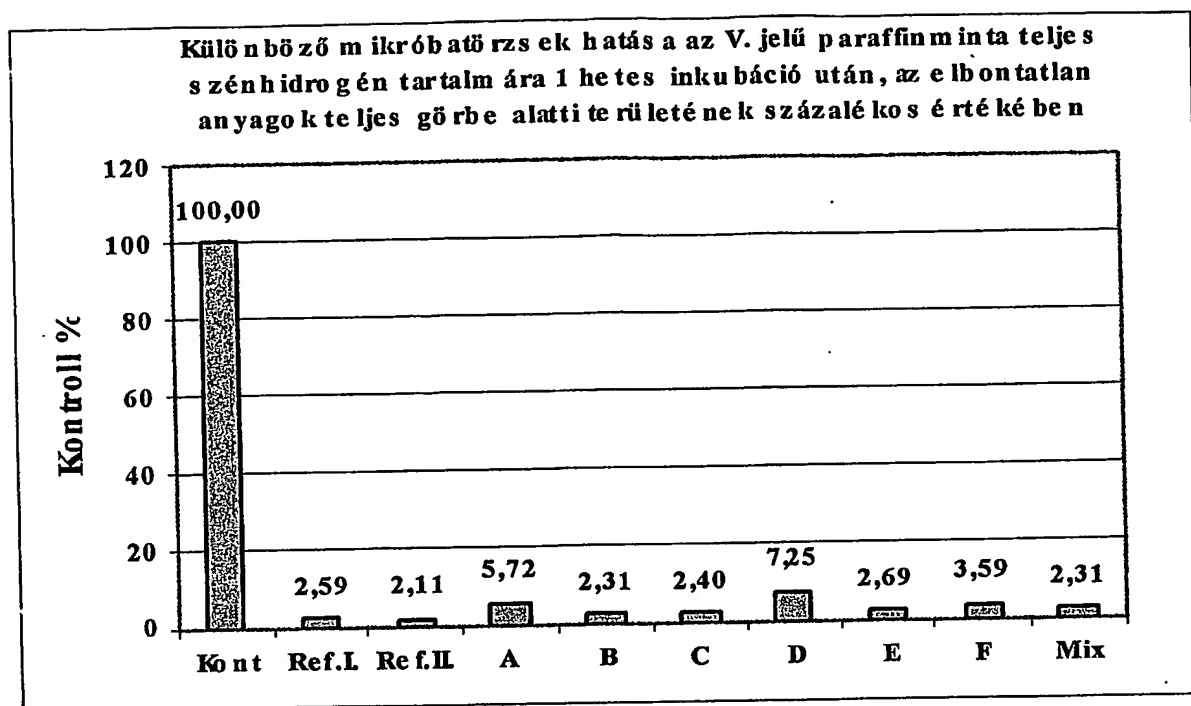 Különböző mikróbatörzsek hatása az V. jelű paraffinminta teljes
szénhidrogén tartalmára 1 hetes inkubáció után, az elbontatlan
anyagok teljes görbe alatti területének százalékos értékében
120
100
80
60
40
20
0
Kontroll %
100,00
2,59
2,11
5,72
2,31
2,40
7,25
2,69
3,59
2,31
Kont
Ref.I.
Ref.II.
A
B
C
D
E
F
Mix